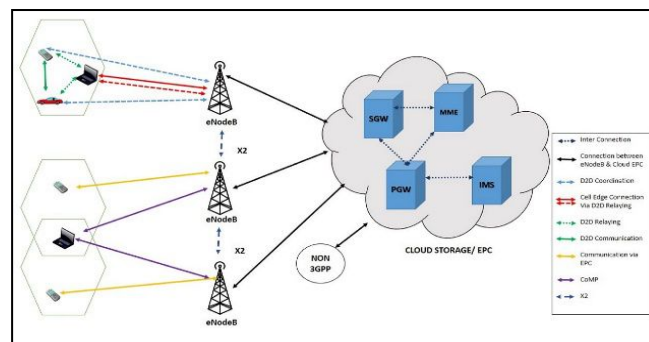 eNodeB
X2
eNodeB
X2
eNodeB
SGW
MME
PGW
IMS
CLOUD STORAGE/ EPC
NON
3GPP
Inter Connection
Connection between
eNodeB & Cloud EPC
D2D Coordination
Cell Edge Connection
Via D2D Relaying
D2D Relaying
D2D Communication
Communication via
EPC
CoMP
X2